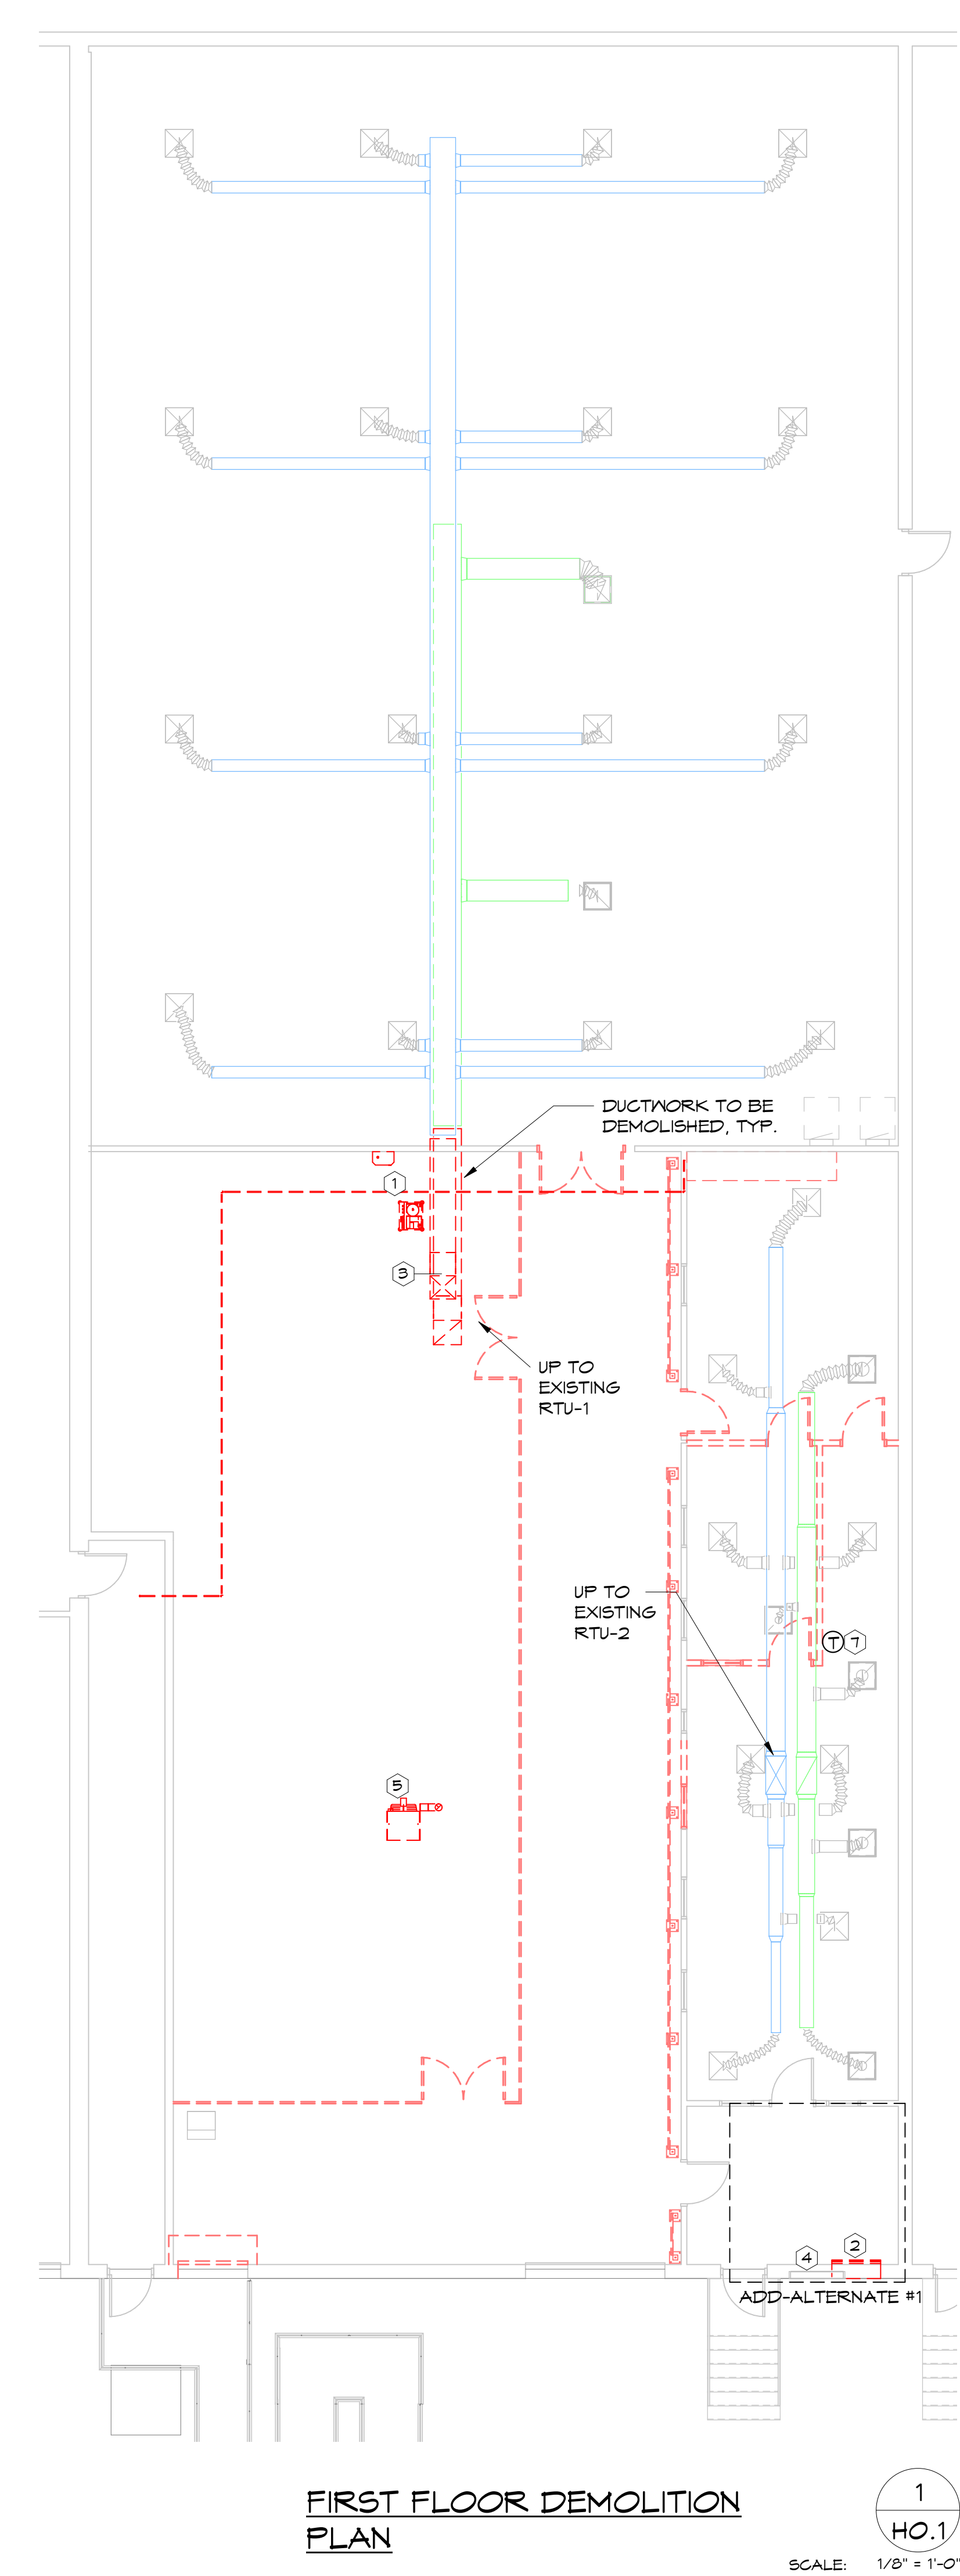 DUCTWORK TO BE
DEMOLISHED, TYP.
1
3
UP TO
EXISTING
RTU-1
UP TO
EXISTING
RTU-2
T 7
5
4 2
ADD-ALTERNATE #1
FIRST FLOOR DEMOLITION
PLAN
1
H0.1
SCALE: 1/8" = 1'-0"